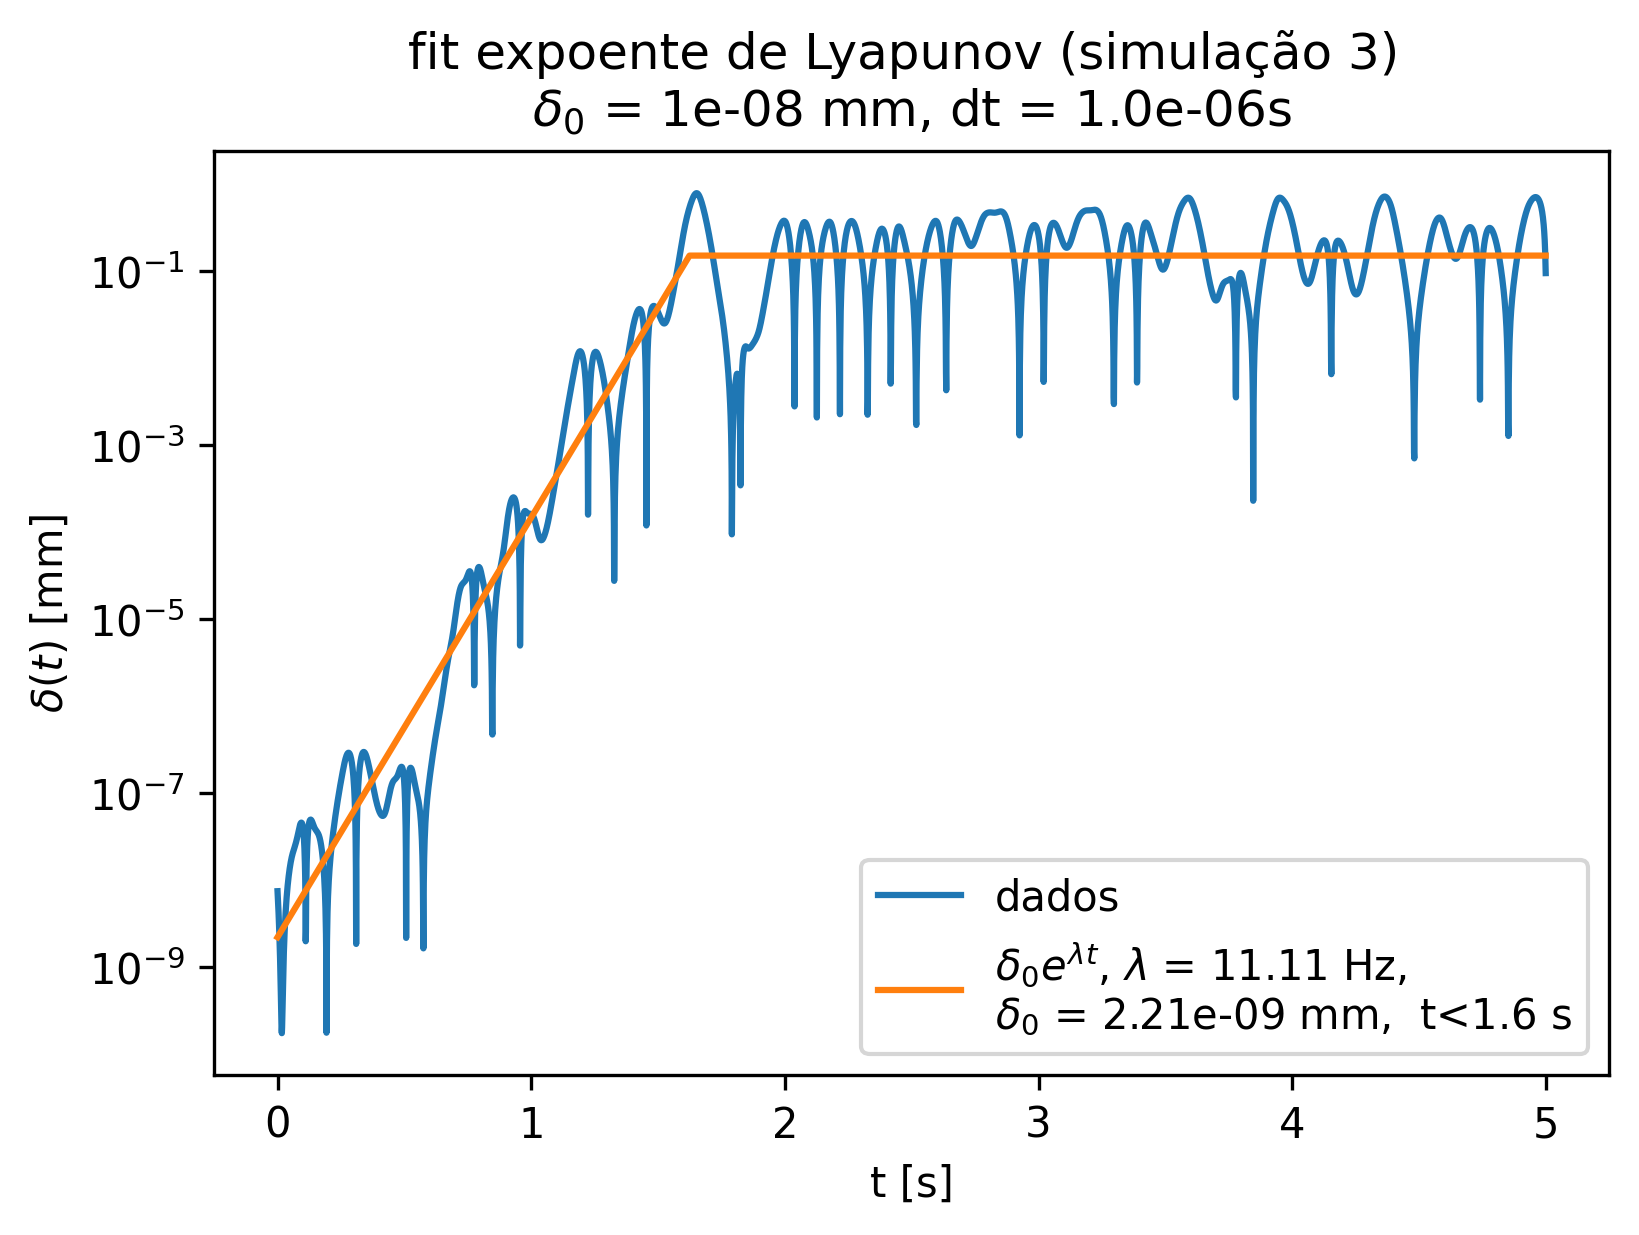 fit expoente de Lyapunov (simulação 3)
δ₀ = 1e-08 mm, dt = 1.0e-06s
δ(t) [mm]
10⁻¹
10⁻³
10⁻⁵
10⁻⁷
10⁻⁹
dados
δ₀e^{λt}, λ = 11.11 Hz,
δ₀ = 2.21e-09 mm,  t<1.6 s
0 1 2 3 4 5
t [s]